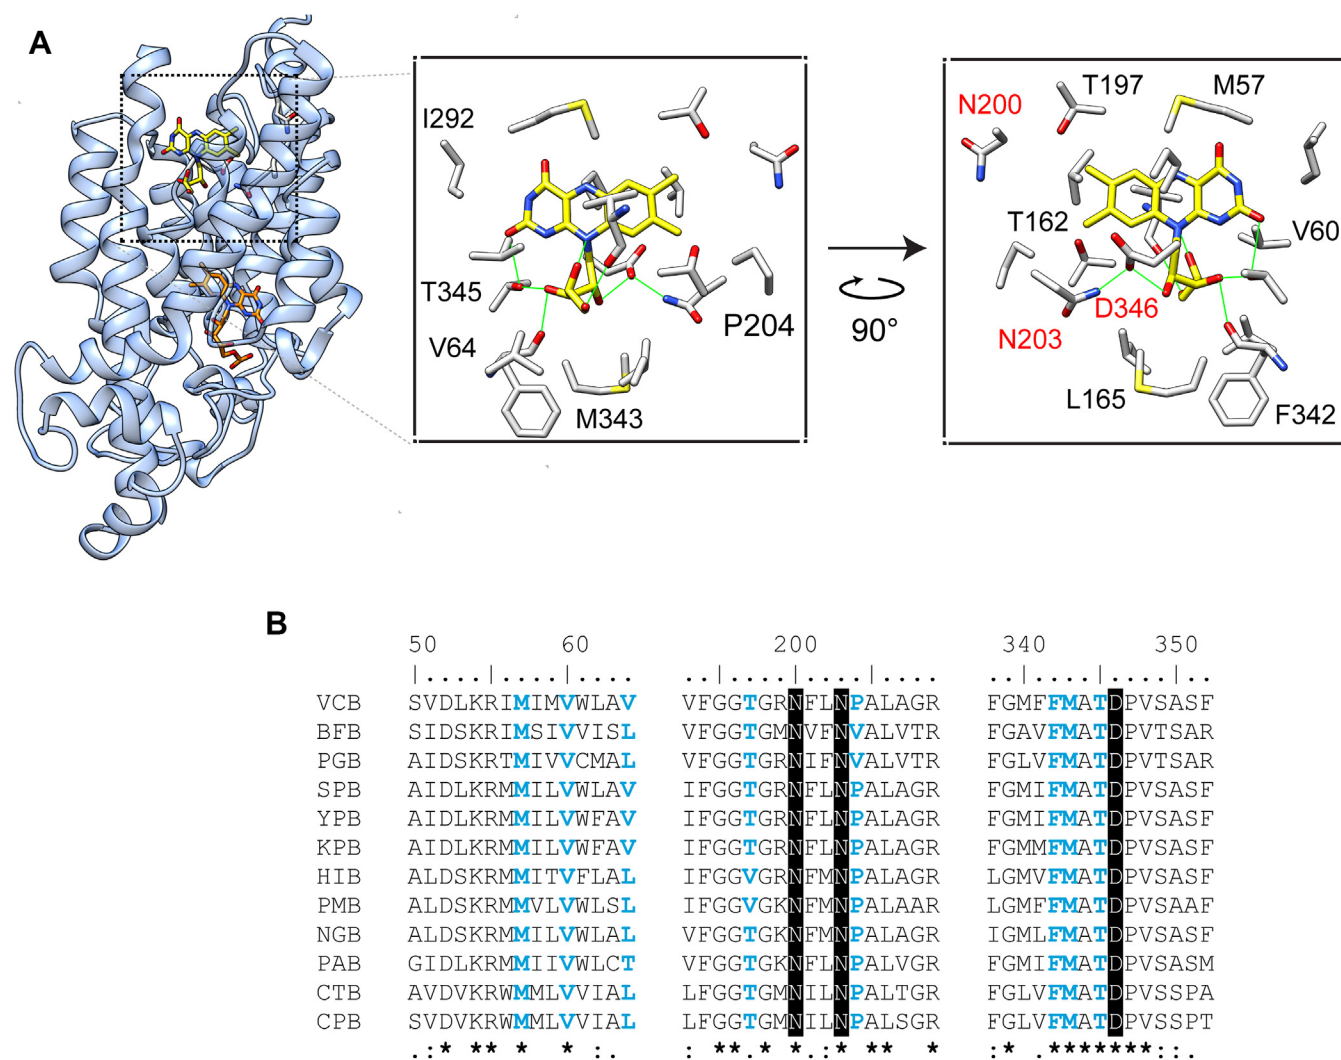 A
I292
T345
V64
M343
P204
90°
N200
T197
M57
T162
V60
D346
N203
L165
F342
B
50 60 200 340 350
VCB SVDLKRIMIMVWLAV VFGGTGRNFLNPALAGR FGMFFMATDPVSASF
BFB SIDSKRIMSIVVISL VFGGTGMNVFNVALVTR FGAVFMATDPVTSAR
PGB AIDSKRTMIVVCMAL VFGGTGRNIFNVALVTR FGLVFMATDPVTSAR
SPB AIDSKRMMILVWLAV IFGGTGRNFLNPALAGR FGMIFMATDPVSASF
YPB AIDLKRMMILVWFAV IFGGTGRNFLNPALAGR FGMIFMATDPVSASF
KPB AIDLKRMMILVWFAV IFGGTGRNFLNPALAGR FGMMFMATDPVSASF
HIB ALDSKRMMITVFLAL IFGGVGRNFMNPALAGR LGMVFMATDPVSASF
PMB ALDSKRMMVLVWLSL IFGGVGKNFMNPALAAR LGMFFMATDPVSAAF
NGB ALDSKRMMILVWLAL VFGGTGKNFMNPALAGR IGMLFMATDPVSASF
PAB GIDLKRMMIIVWLCT VFGGTGKNFLNPALVGR FGMIFMATDPVSASM
CTB AVDVKRWMMLVVIAL LFGGTGMNILNPALTGR FGLVFMATDPVSSPA
CPB SVDVKRWMMLVVIAL LFGGTGMNILNPALSGR FGLVFMATDPVSSPT
.:* ** * * :. : **.* * .:* ** * :* .*******::.